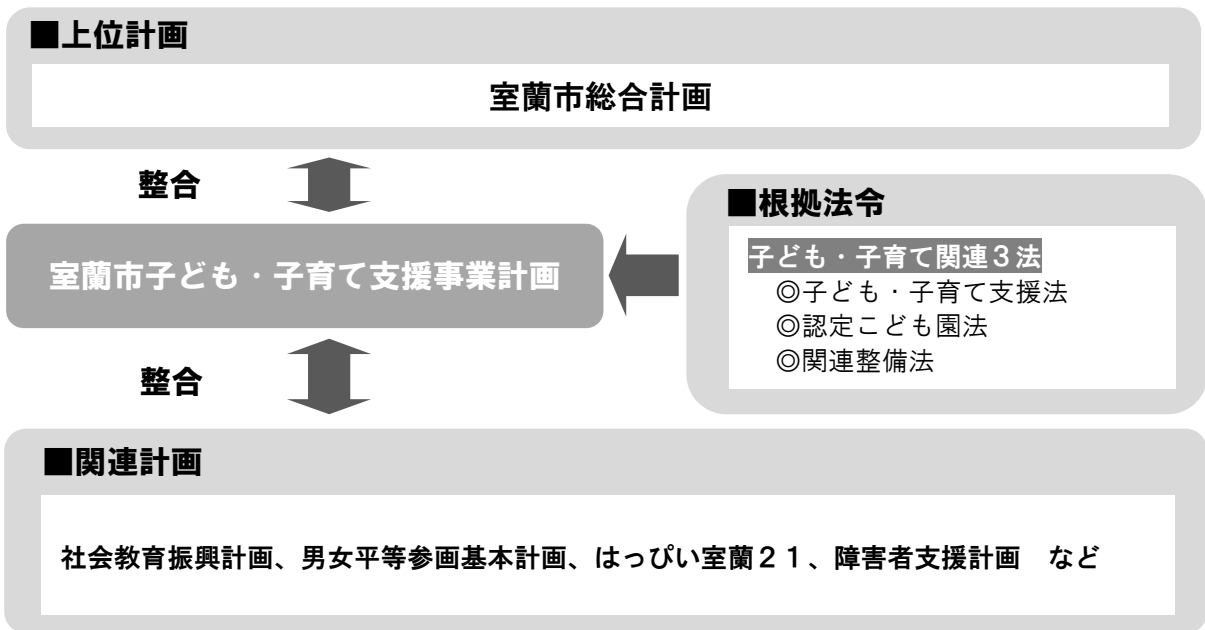 ■上位計画
室蘭市総合計画
整合
■根拠法令
子ども・子育て関連３法
◎子ども・子育て支援法
◎認定こども園法
◎関連整備法
室蘭市子ども・子育て支援事業計画
整合
■関連計画
社会教育振興計画、男女平等参画基本計画、はっぴい室蘭２１、障害者支援計画　など